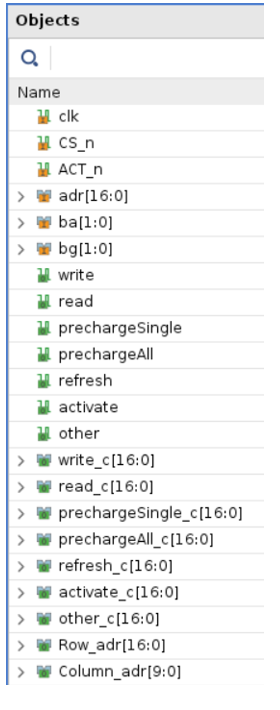 Objects
Name
clk
CS_n
ACT_n
adr[16:0]
ba[1:0]
bg[1:0]
write
read
prechargeSingle
prechargeAll
refresh
activate
other
write_c[16:0]
read_c[16:0]
prechargeSingle_c[16:0]
prechargeAll_c[16:0]
refresh_c[16:0]
activate_c[16:0]
other_c[16:0]
Row_adr[16:0]
Column_adr[9:0]